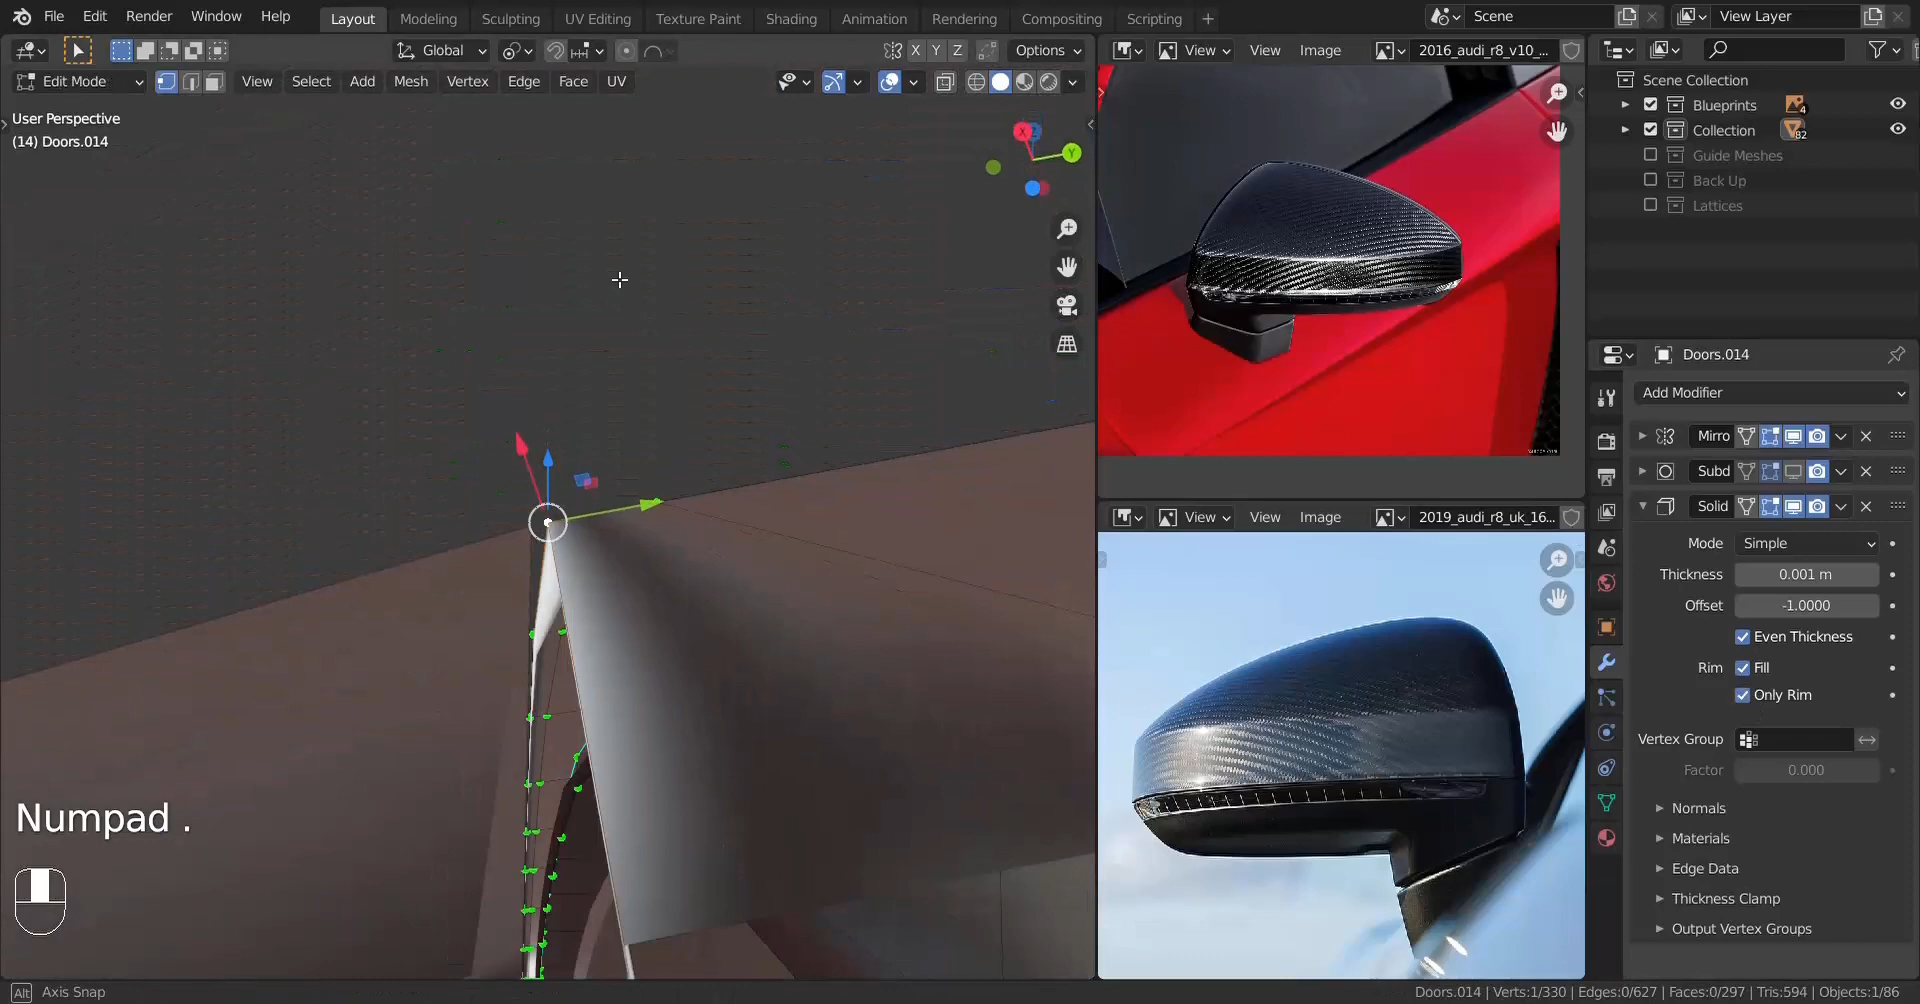 File Edit Render Window Help Layout Modeling Sculpting UV Editing Texture Paint Shading Animation Rendering Compositing Scripting + Scene View Layer
Global X Y Z Options View View Image 2016_audi_r8_v10_...
Edit Mode View Select Add Mesh Vertex Edge Face UV
User Perspective
(14) Doors.014
X
Y
Scene Collection
Blueprints 4
Collection 82
Guide Meshes
Back Up
Lattices
Doors.014
Add Modifier
Mirro
Subd
Solid
View View Image 2019_audi_r8_uk_16...
Mode Simple
Thickness 0.001 m
Offset -1.0000
Even Thickness
Rim Fill
Only Rim
Vertex Group
Factor 0.000
Normals
Materials
Edge Data
Thickness Clamp
Output Vertex Groups
Numpad .
Alt Axis Snap
Doors.014 | Verts:1/330 | Edges:0/627 | Faces:0/297 | Tris:594 | Objects:1/86